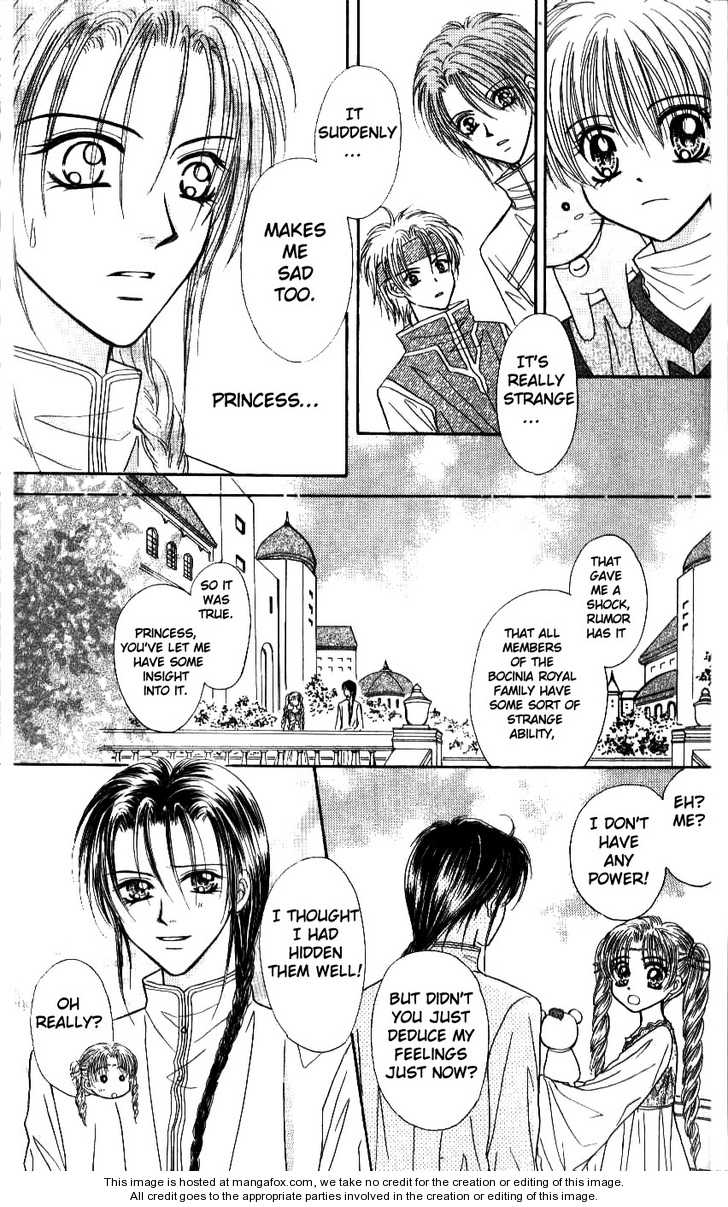 IT'S
REALLY
STRANGE
...
IT
SUDDENLY
...
MAKES
ME
SAD
TOO.
PRINCESS...
THAT
GAVE
ME A
SHOCK,
RUMOR
HAS IT
THAT ALL
MEMBERS
OF THE
BOCINIA ROYAL
FAMILY HAVE
SOME SORT OF
STRANGE
ABILITY,
SO IT
WAS
TRUE.
PRINCESS,
YOU'VE LET ME
HAVE SOME
INSIGHT
INTO IT.
EH?
ME?
I DON'T
HAVE
ANY
POWER!
BUT DIDN'T
YOU JUST
DEDUCE MY
FEELINGS
JUST NOW?
I THOUGHT
I HAD
HIDDEN
THEM WELL!
OH
REALLY?
This image is hosted at mangafox.com, we take no credit for the creation or editing of this image.
All credit goes to the appropriate parties involved in the creation or editing of this image.